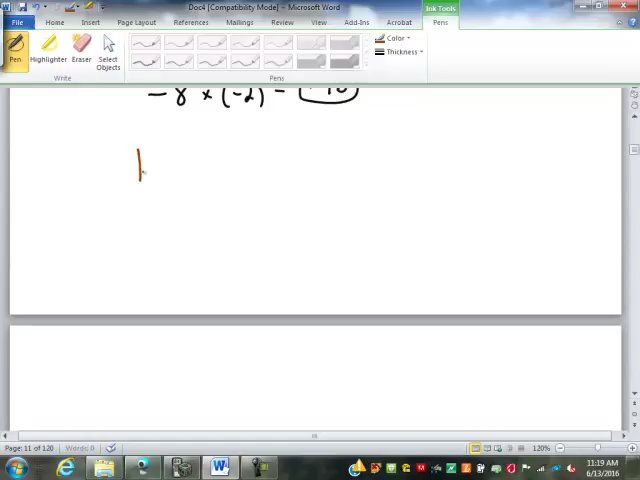 Doc4 [Compatibility Mode] - Microsoft Word
Ink Tools
File Home Insert Page Layout References Mailings Review View Add-Ins Acrobat Pens
Pen Highlighter Eraser Select Objects
Color
Thickness
Write
Pens
- 8 × (-2) =
Page: 11 of 120 Words: 0
120%
11:19 AM
6/13/2016